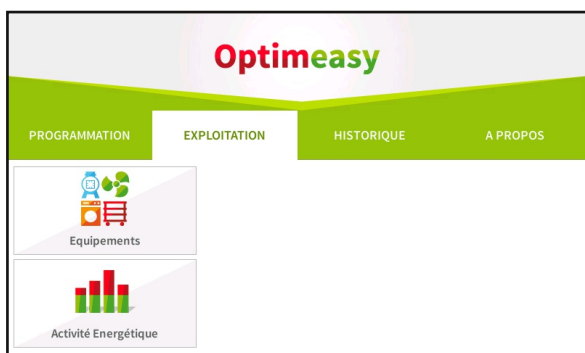 Optimeasy
PROGRAMMATION EXPLOITATION HISTORIQUE A PROPOS
Equipements
Activité Energétique